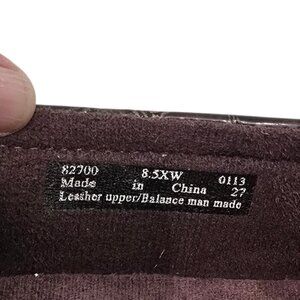 82700 8.5XW 0113
Made in China 27
Leather upper/Balance man made